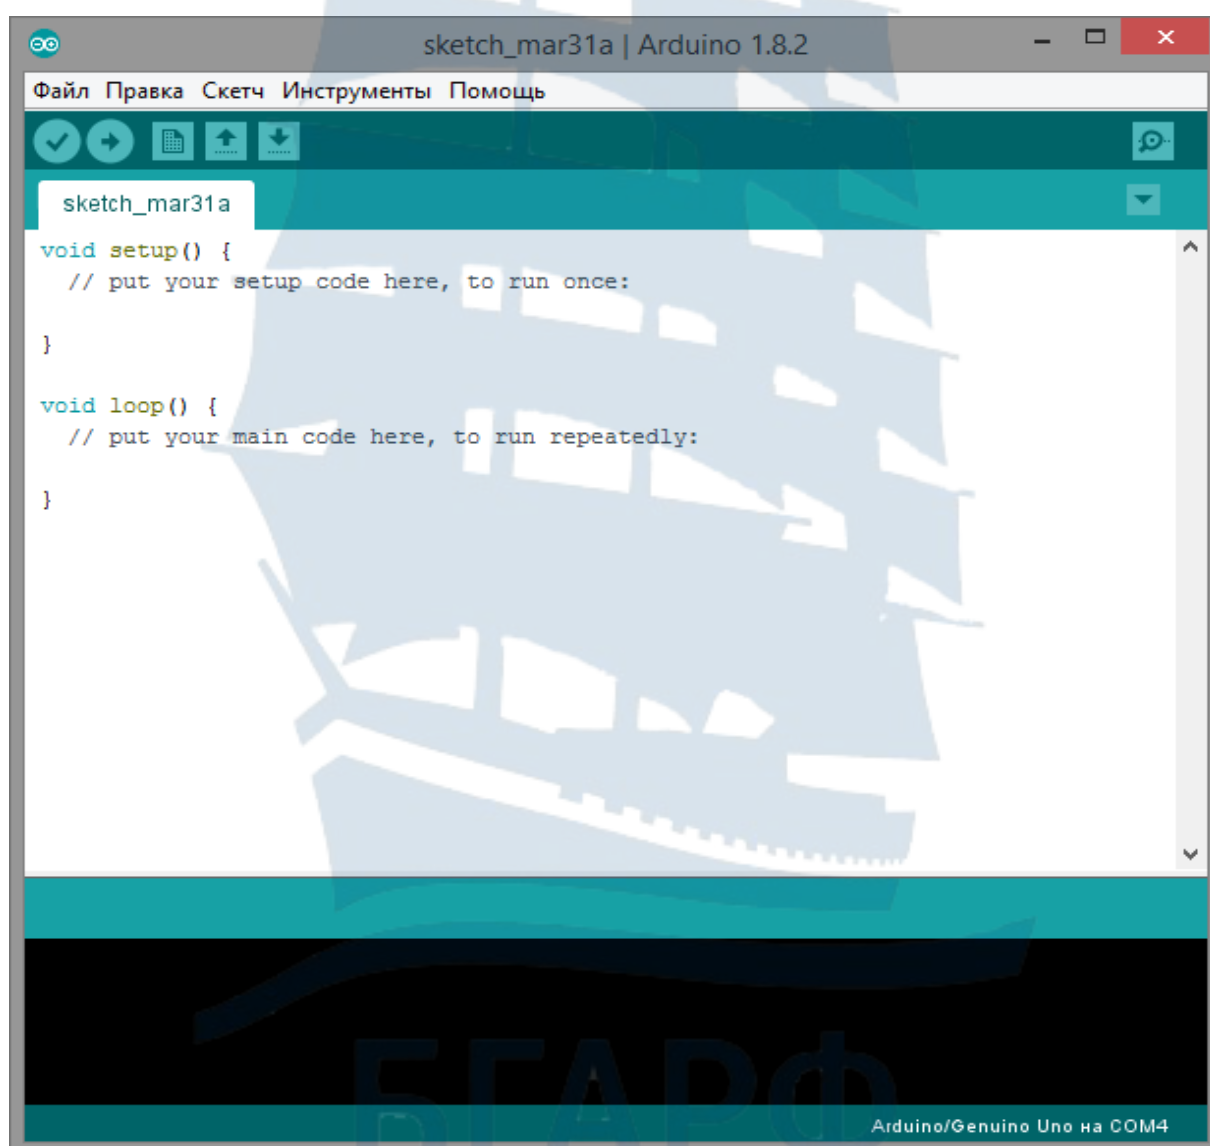 sketch_mar31a | Arduino 1.8.2
Файл Правка Скетч Инструменты Помощь
sketch_mar31a
void setup() {
  // put your setup code here, to run once:
}
void loop() {
  // put your main code here, to run repeatedly:
}
БГАРФ
Arduino/Genuino Uno на COM4